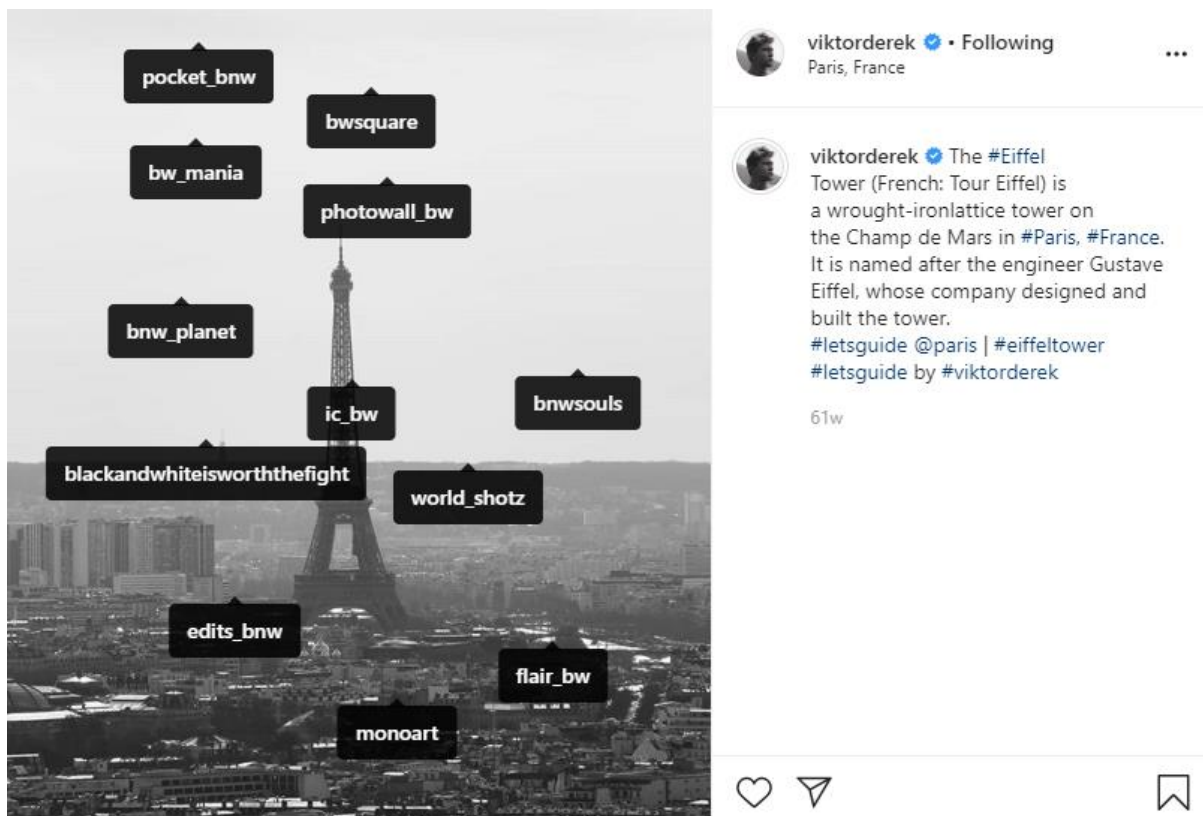 pocket_bnw
bwsquare
bw_mania
photowall_bw
bnw_planet
ic_bw
bnwsouls
blackandwhiteisworththefight
world_shotz
edits_bnw
flair_bw
monoart
viktorderek • Following
Paris, France
viktorderek The #Eiffel
Tower (French: Tour Eiffel) is
a wrought-ironlattice tower on
the Champ de Mars in #Paris, #France.
It is named after the engineer Gustave
Eiffel, whose company designed and
built the tower.
#letsguide @paris | #eiffeltower
#letsguide by #viktorderek
61w